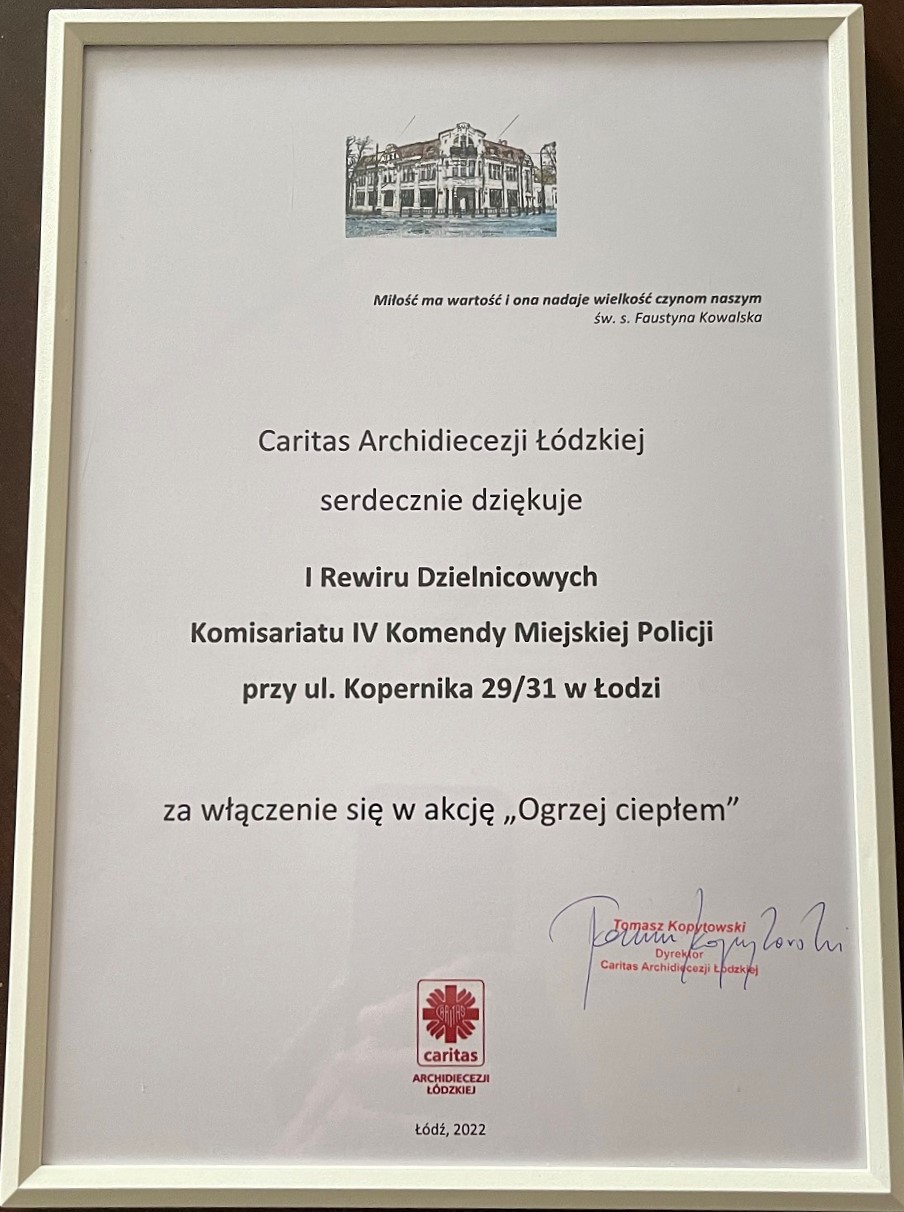 Miłość ma wartość i ona nadaje wielkość czynom naszym
św. s. Faustyna Kowalska
Caritas Archidiecezji Łódzkiej
serdecznie dziękuje
I Rewiru Dzielnicowych
Komisariatu IV Komendy Miejskiej Policji
przy ul. Kopernika 29/31 w Łodzi
za włączenie się w akcję „Ogrzej ciepłem”
Tomasz Kopytowski
Dyrektor
Caritas Archidiecezji Łódzkiej
CARITAS
caritas
ARCHIDIECEZJI
ŁÓDZKIEJ
Łódź, 2022